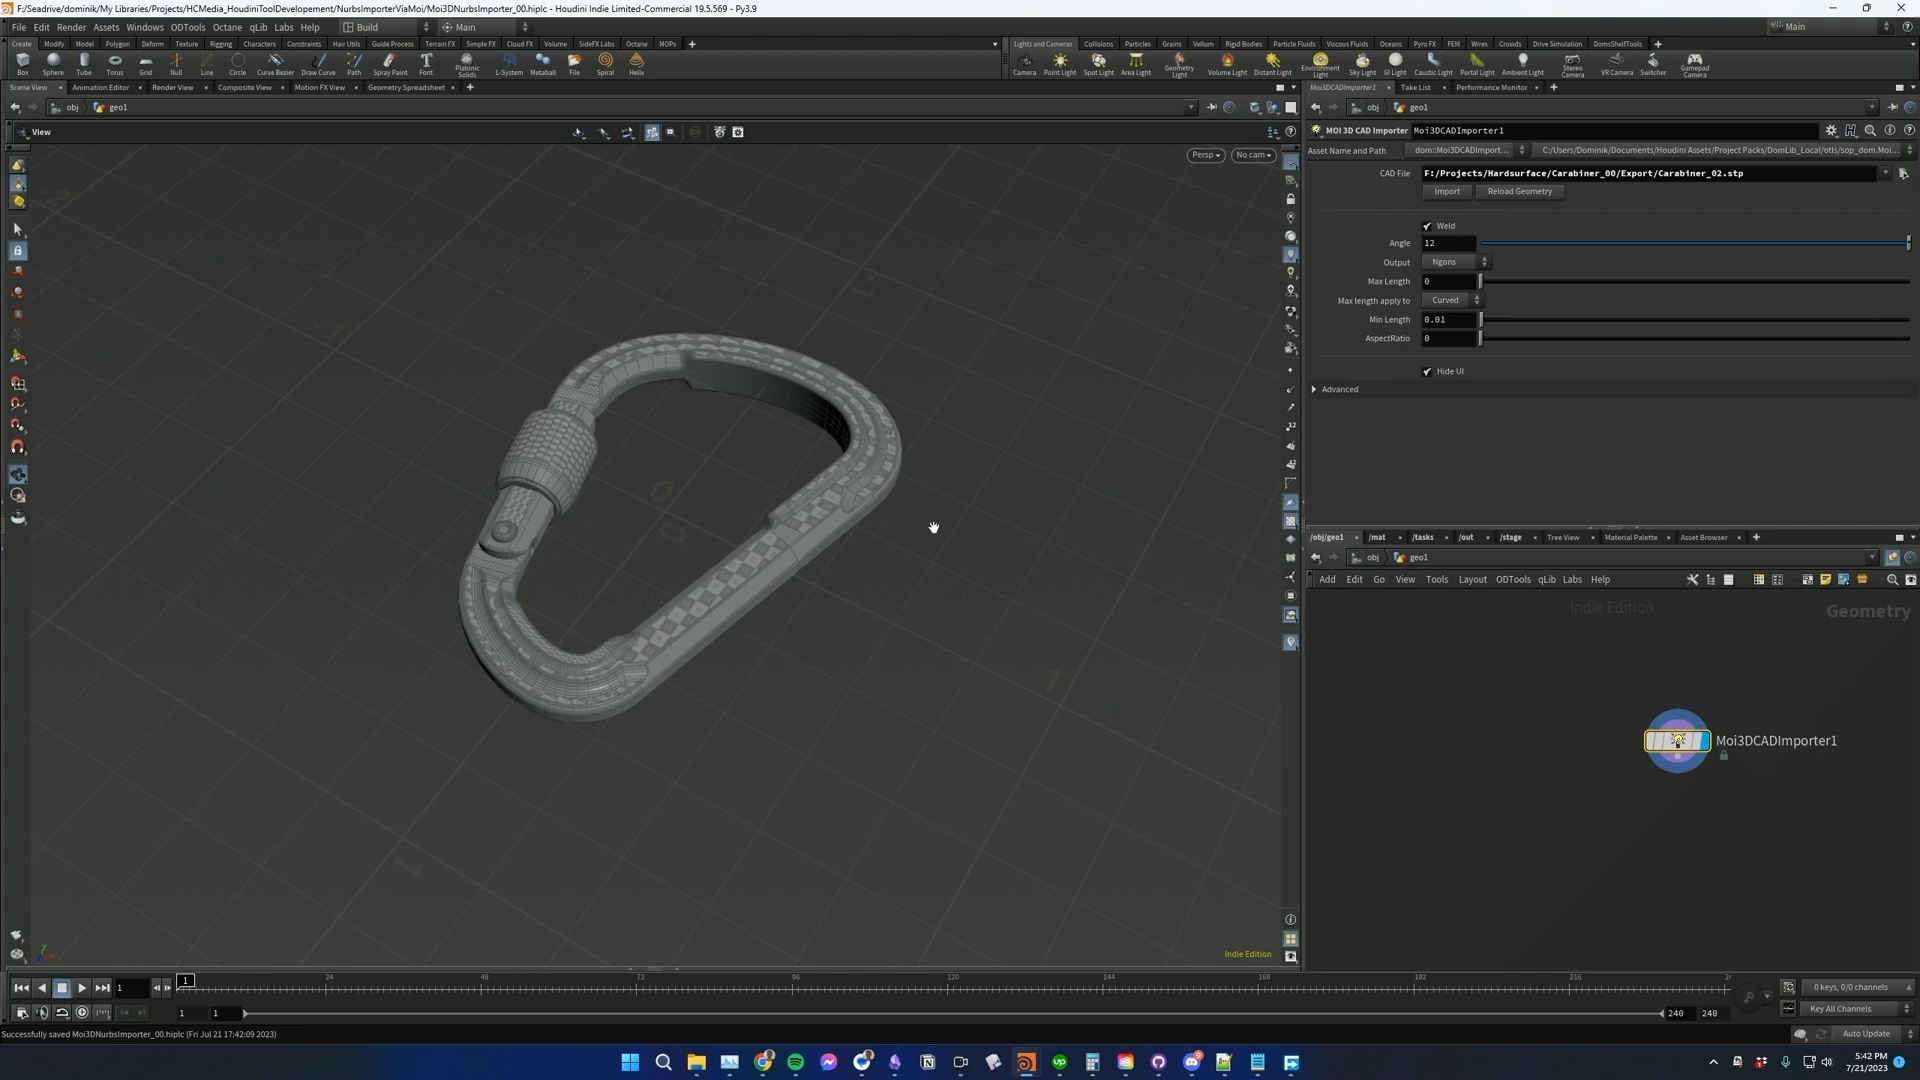 F:/Seadrive/dominik/My Libraries/Projects/HCMedia_HoudiniToolDevelopement/NurbsImporterViaMoi/Moi3DNurbsImporter_00.hiplc - Houdini Indie Limited-Commercial 19.5.569 - Py3.9
File Edit Render Assets Windows ODTools Octane qLib Labs Help Build Main Main
Create Modify Model Polygon Deform Texture Rigging Characters Constraints Hair Utils Guide Process Terrain FX Simple FX Cloud FX Volume SideFX Labs Octane MOPs
Lights and Cameras Collisions Particles Grains Vellum Rigid Bodies Particle Fluids Viscous Fluids Oceans Pyro FX FEM Wires Crowds Drive Simulation DomsShelfTools
Box Sphere Tube Torus Grid Null Line Circle Curve Bezier Draw Curve Path Spray Paint Font Platonic Solids L-System Metaball File Spiral Helix
Camera Point Light Spot Light Area Light Geometry Light Volume Light Distant Light Environment Light Sky Light GI Light Caustic Light Portal Light Ambient Light Stereo Camera VR Camera Switcher Gamepad Camera
Scene View Animation Editor Render View Composite View Motion FX View Geometry Spreadsheet
Moi3DCADImporter1 Take List Performance Monitor
obj geo1
obj geo1
View
MOI 3D CAD Importer Moi3DCADImporter1
Asset Name and Path dom::Moi3DCADImport... C:/Users/Dominik/Documents/Houdini Assets/Project Packs/DomLib_Local/otls/sop_dom.Moi...
Persp No cam
CAD File F:/Projects/Hardsurface/Carabiner_00/Export/Carabiner_02.stp
Import Reload Geometry
Weld
Angle 12
Output Ngons
Max Length 0
Max length apply to Curved
Min Length 0.01
AspectRatio 0
Hide UI
Advanced
/obj/geo1 /mat /tasks /out /stage Tree View Material Palette Asset Browser
obj geo1
Add Edit Go View Tools Layout ODTools qLib Labs Help
Indie Edition Geometry
Moi3DCADImporter1
Indie Edition
1 1 24 48 72 96 120 144 168 192 216
0 keys, 0/0 channels
1 1 240 240
Key All Channels
Successfully saved Moi3DNurbsImporter_00.hiplc (Fri Jul 21 17:42:09 2023)
Auto Update
5:42 PM
7/21/2023